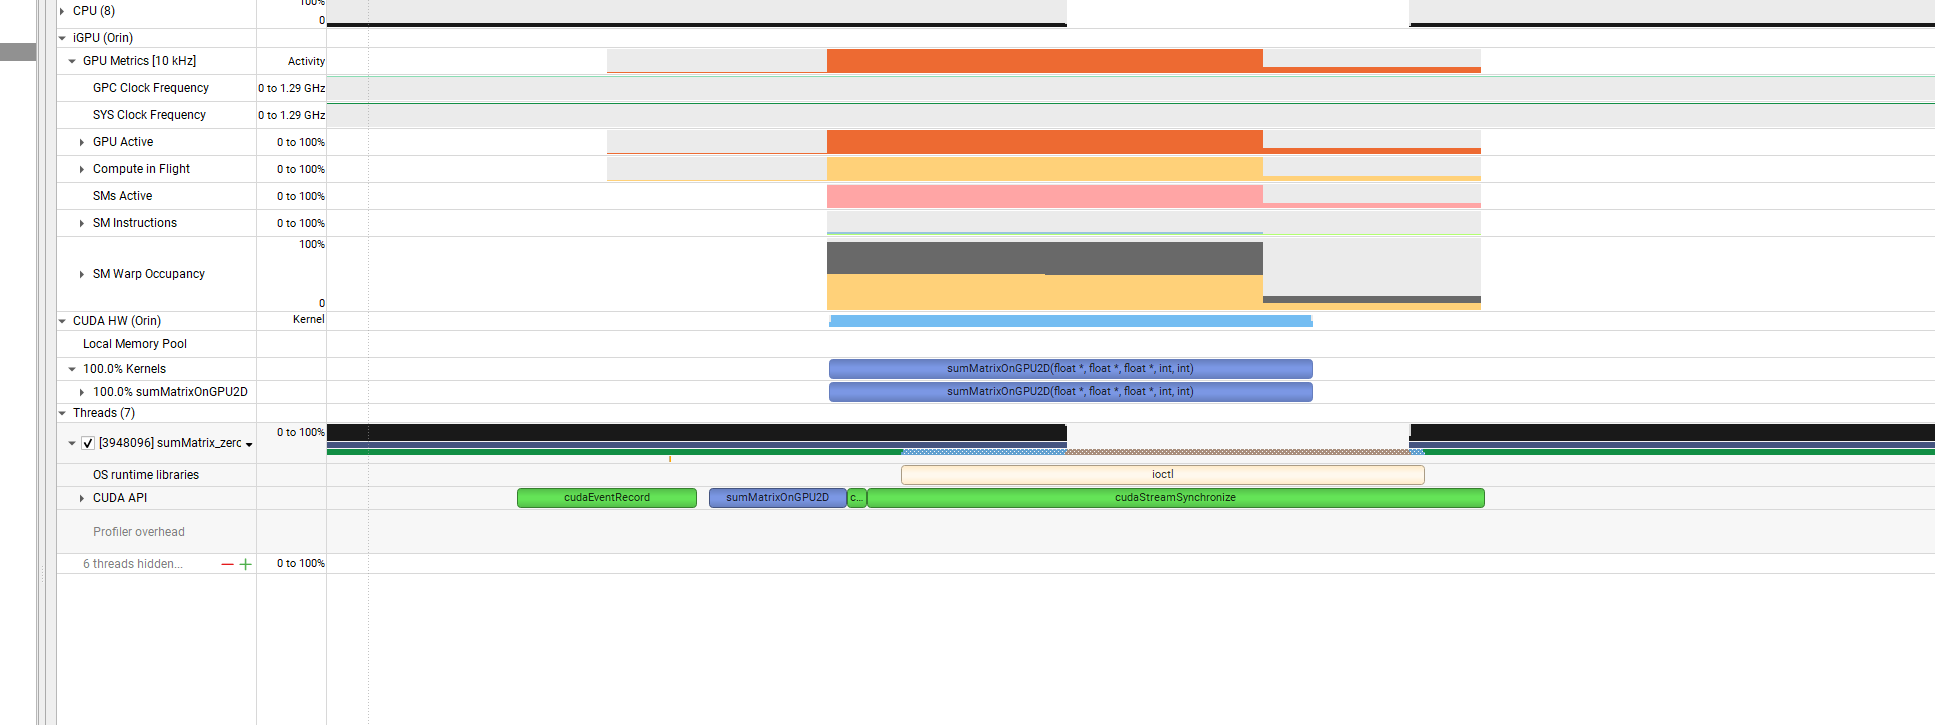 100%
CPU (8)
0
iGPU (Orin)
GPU Metrics [10 kHz] Activity
GPC Clock Frequency 0 to 1.29 GHz
SYS Clock Frequency 0 to 1.29 GHz
GPU Active 0 to 100%
Compute in Flight 0 to 100%
SMs Active 0 to 100%
SM Instructions 0 to 100%
100%
SM Warp Occupancy
0
CUDA HW (Orin) Kernel
Local Memory Pool
100.0% Kernels sumMatrixOnGPU2D(float *, float *, float *, int, int)
100.0% sumMatrixOnGPU2D sumMatrixOnGPU2D(float *, float *, float *, int, int)
Threads (7)
[3948096] sumMatrix_zerc 0 to 100%
OS runtime libraries ioctl
CUDA API cudaEventRecord sumMatrixOnGPU2D c... cudaStreamSynchronize
Profiler overhead
6 threads hidden... 0 to 100%